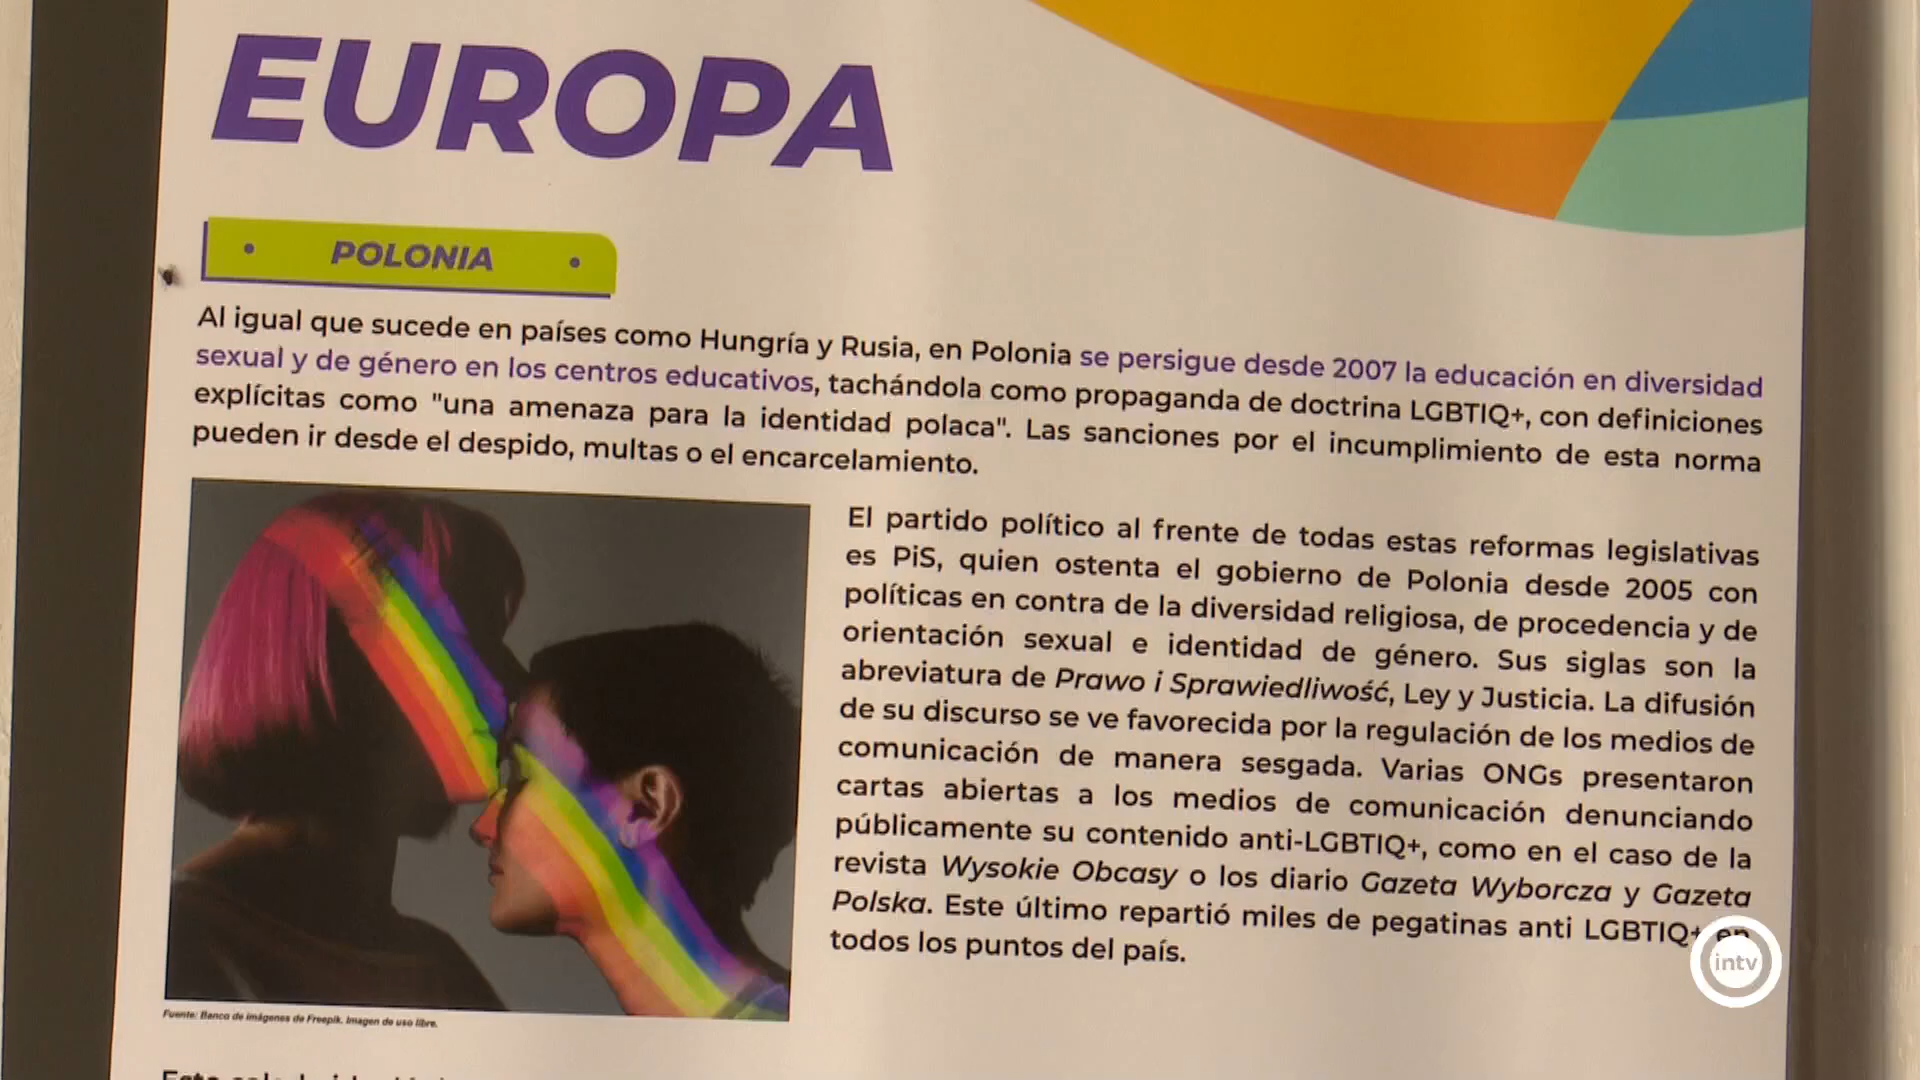 EUROPA
POLONIA
Al igual que sucede en países como Hungría y Rusia, en Polonia se persigue desde 2007 la educación en diversidad
sexual y de género en los centros educativos, tachándola como propaganda de doctrina LGBTIQ+, con definiciones
explícitas como "una amenaza para la identidad polaca". Las sanciones por el incumplimiento de esta norma
pueden ir desde el despido, multas o el encarcelamiento.
El partido político al frente de todas estas reformas legislativas
es PiS, quien ostenta el gobierno de Polonia desde 2005 con
políticas en contra de la diversidad religiosa, de procedencia y de
orientación sexual e identidad de género. Sus siglas son la
abreviatura de Prawo i Sprawiedliwość, Ley y Justicia. La difusión
de su discurso se ve favorecida por la regulación de los medios de
comunicación de manera sesgada. Varias ONGs presentaron
cartas abiertas a los medios de comunicación denunciando
públicamente su contenido anti-LGBTIQ+, como en el caso de la
revista Wysokie Obcasy o los diario Gazeta Wyborcza y Gazeta
Polska. Este último repartió miles de pegatinas anti LGBTIQ+ en
todos los puntos del país.
intv
Fuente: Banco de imágenes de Freepik. Imagen de uso libre.